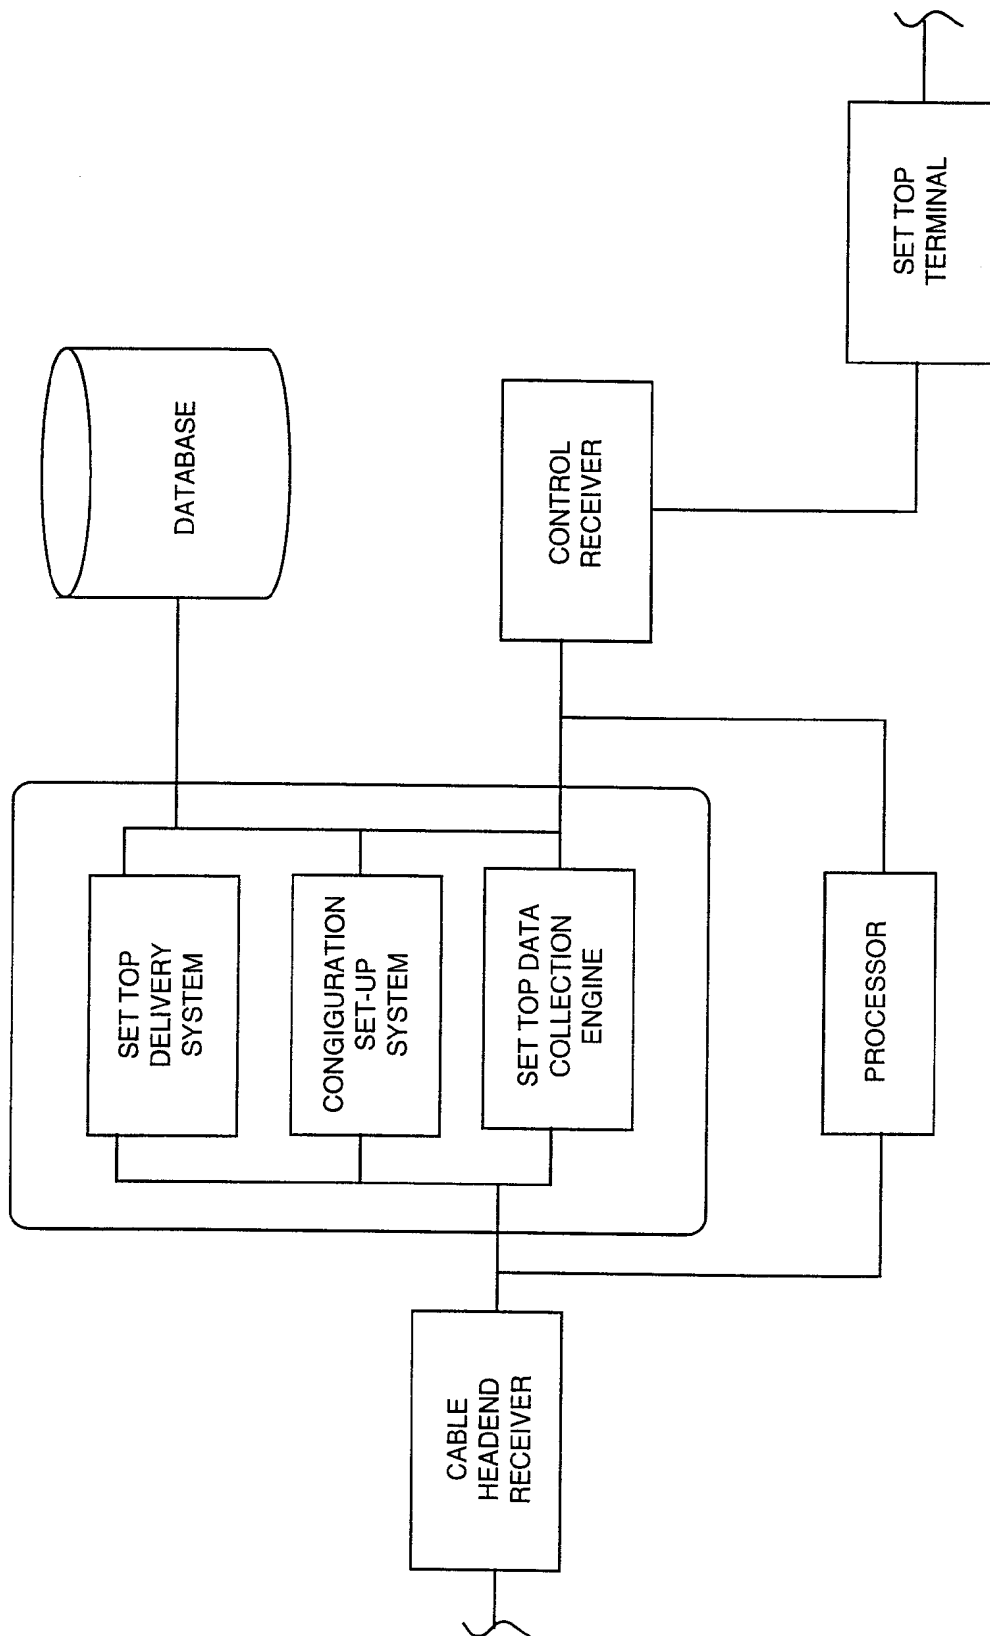 CABLE
HEADEND
RECEIVER
SET TOP
DELIVERY
SYSTEM
CONGIGURATION
SET-UP
SYSTEM
SET TOP DATA
COLLECTION
ENGINE
PROCESSOR
DATABASE
CONTROL
RECEIVER
SET TOP
TERMINAL